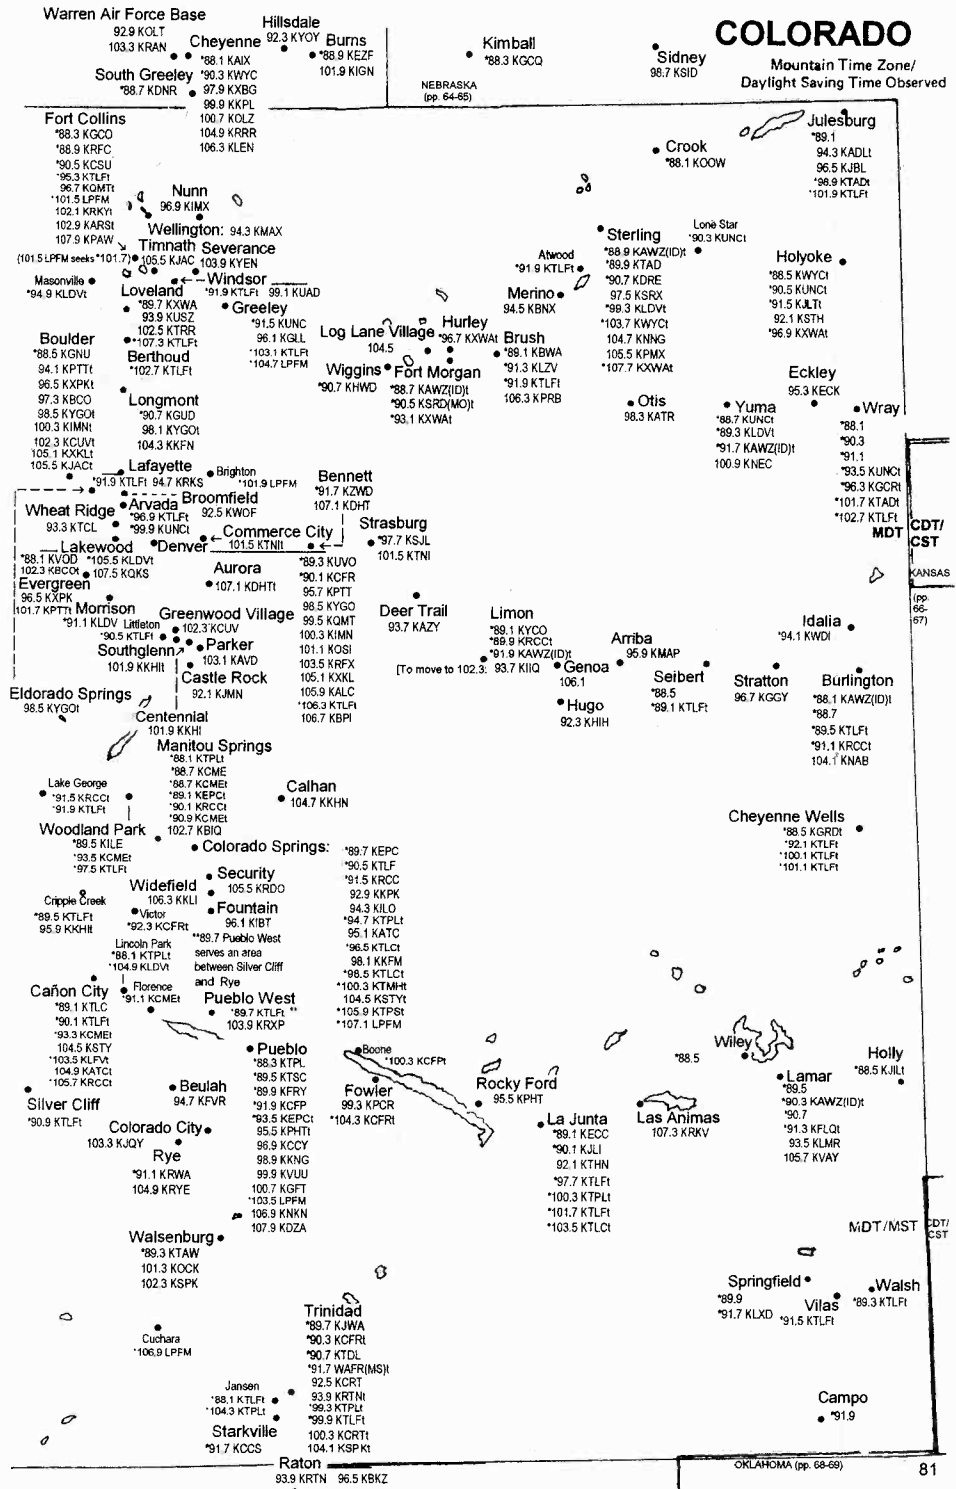 COLORADO
Mountain Time Zone/
Daylight Saving Time Observed
Warren Air Force Base
92.9 KOLT
103.3 KRAN
Cheyenne
*88.1 KAIX
*90.3 KWYC
97.9 KXBG
99.9 KKPL
100.7 KOLZ
104.9 KRRR
106.3 KLEN
Hillsdale
92.3 KYOY
Burns
*88.9 KEZF
101.9 KIGN
South Greeley
*88.7 KDNR
Kimball
*88.3 KGCQ
Sidney
98.7 KSID
NEBRASKA
(pp. 64-65)
Fort Collins
*88.3 KGCO
*88.9 KRFC
*90.5 KCSU
*95.3 KTLFt
96.7 KQMTt
*101.5 LPFM
102.1 KRKYt
102.9 KARSt
107.9 KPAW
(101.5 LPFM seeks *101.7)
Nunn
96.9 KIMX
Wellington: 94.3 KMAX
Timnath
105.5 KJAC
Severance
103.9 KYEN
Windsor
*91.9 KTLFt 99.1 KUAD
Masonville
*94.9 KLDVt
Loveland
*89.7 KXWA
93.9 KUSZ
102.5 KTRR
*107.3 KTLFt
Greeley
*91.5 KUNC
96.1 KGLL
*103.1 KTLFt
*104.7 LPFM
Berthoud
*102.7 KTLFt
Boulder
*88.5 KGNU
94.1 KPTTt
96.5 KXPKt
97.3 KBCO
98.5 KYGOt
100.3 KIMNt
102.3 KCUVt
105.1 KXKLt
105.5 KJACt
Longmont
*90.7 KGUD
98.1 KYGOt
104.3 KKFN
Log Lane Village
104.5
Hurley
*96.7 KXWAt
Wiggins
*90.7 KHWD
Fort Morgan
*88.7 KAWZ(ID)t
*90.5 KSRD(MO)t
*93.1 KXWAt
Brush
*89.1 KBWA
*91.3 KLZV
*91.9 KTLFt
106.3 KPRB
Atwood
*91.9 KTLFt
Merino
94.5 KBNX
Sterling
*88.9 KAWZ(ID)t
*89.9 KTAD
*90.7 KDRE
97.5 KSRX
*99.3 KLDVt
*103.7 KWYCt
104.7 KNNG
105.5 KPMX
*107.7 KXWAt
Crook
*88.1 KOOW
Lone Star
*90.3 KUNCt
Julesburg
*89.1
94.3 KADLt
96.5 KJBL
*98.9 KTADt
*101.9 KTLFt
Holyoke
*88.5 KWYCt
*90.5 KUNCt
*91.5 KJLTt
92.1 KSTH
*96.9 KXWAt
Eckley
95.3 KECK
Otis
98.3 KATR
Yuma
*88.7 KUNCt
*89.3 KLDVt
*91.7 KAWZ(ID)t
100.9 KNEC
Wray
*88.1
*90.3
*91.1
*93.5 KUNCt
*96.3 KGCRt
*101.7 KTADt
*102.7 KTLFt
MDT
CDT/
CST
KANSAS
(pp.
66-
67)
Lafayette
*91.9 KTLFt 94.7 KRKS
Brighton
*101.9 LPFM
Bennett
*91.7 KZWD
107.1 KDHT
Wheat Ridge
93.3 KTCL
Arvada
*96.9 KTLFt
*99.9 KUNCt
Broomfield
92.5 KWOF
Commerce City
101.5 KTNIt
Strasburg
*97.7 KSJL
101.5 KTNI
Lakewood
*88.1 KVOD *105.5 KLDVt
102.3 KBCOt 107.5 KQKS
Denver
*89.3 KUVO
*90.1 KCFR
95.7 KPTT
98.5 KYGO
99.5 KQMT
100.3 KIMN
101.1 KOSI
103.5 KRFX
105.1 KXKL
105.9 KALC
*106.3 KTLFt
106.7 KBPI
Aurora
107.1 KDHTt
Evergreen
96.5 KXPK
101.7 KPTTt
Morrison
*91.1 KLDV
Littleton
*90.5 KTLFt
Greenwood Village
102.3 KCUV
Southglenn
101.9 KKHIt
Parker
103.1 KAVD
Castle Rock
92.1 KJMN
Eldorado Springs
98.5 KYGOt
Centennial
101.9 KKHI
Deer Trail
93.7 KAZY
Limon
*89.1 KYCO
*89.9 KRCCt
*91.9 KAWZ(ID)t
[To move to 102.3: 93.7 KIIQ
Genoa
106.1
Hugo
92.3 KHIH
Arriba
95.9 KMAP
Seibert
*88.5
*89.1 KTLFt
Stratton
96.7 KGGY
Idalia
*94.1 KWDI
Burlington
*88.1 KAWZ(ID)t
*88.7
*89.5 KTLFt
*91.1 KRCCt
104.1 KNAB
Manitou Springs
*88.1 KTPLt
*88.7 KCME
*88.7 KCMEt
*89.1 KEPCt
*90.1 KRCCt
*90.9 KCMEt
102.7 KBIQ
Lake George
*91.5 KRCCt
*91.9 KTLFt
Calhan
104.7 KKHN
Woodland Park
*89.5 KILE
*93.5 KCMEt
*97.5 KTLFt
Colorado Springs:
*89.7 KEPC
*90.5 KTLF
*91.5 KRCC
92.9 KKPK
94.3 KILO
*94.7 KTPLt
95.1 KATC
*96.5 KTLCt
98.1 KKFM
*98.5 KTLCt
*100.3 KTMHt
104.5 KSTYt
*105.9 KTPSt
*107.1 LPFM
Cheyenne Wells
*88.5 KGRDt
*92.1 KTLFt
*100.1 KTLFt
*101.1 KTLFt
Security
105.5 KRDO
Widefield
106.3 KKLI
Fountain
96.1 KIBT
Cripple Creek
*89.5 KTLFt
95.9 KKHIt
Victor
*92.3 KCFRt
**89.7 Pueblo West
serves an area
between Silver Cliff
and Rye
Lincoln Park
*88.1 KTPLt
*104.9 KLDVt
Cañon City
*89.1 KTLC
*90.1 KTLFt
*93.3 KCMEt
104.5 KSTY
*103.5 KLFVt
104.9 KATCt
*105.7 KRCCt
Florence
*91.1 KCMEt
Pueblo West
*89.7 KTLFt **
103.9 KRXP
Pueblo
*88.3 KTPL
*89.5 KTSC
*89.9 KFRY
*91.9 KCFP
*93.5 KEPCt
95.5 KPHTt
96.9 KCCY
98.9 KKNG
99.9 KVUU
100.7 KGFT
*103.5 LPFM
106.9 KNKN
107.9 KDZA
Boone
*100.3 KCFPt
Fowler
99.3 KPCR
*104.3 KCFRt
Rocky Ford
95.5 KPHT
La Junta
*89.1 KECC
*90.1 KJLI
92.1 KTHN
*97.7 KTLFt
*100.3 KTPLt
*101.7 KTLFt
*103.5 KTLCt
Las Animas
107.3 KRKV
Wiley
*88.5
Lamar
*89.5
*90.3 KAWZ(ID)t
*90.7
*91.3 KFLQt
93.5 KLMR
105.7 KVAY
Holly
*88.5 KJILt
Silver Cliff
*90.9 KTLFt
Beulah
94.7 KFVR
Colorado City
103.3 KJQY
Rye
*91.1 KRWA
104.9 KRYE
Walsenburg
*89.3 KTAW
101.3 KOCK
102.3 KSPK
MDT/MST
CDT/
CST
Springfield
*89.9
*91.7 KLXD
Vilas
*91.5 KTLFt
Walsh
*89.3 KTLFt
Cuchara
*106.9 LPFM
Trinidad
*89.7 KJWA
*90.3 KCFRt
*90.7 KTDL
*91.7 WAFR(MS)t
92.5 KCRT
93.9 KRTNt
*99.3 KTPLt
*99.9 KTLFt
100.3 KCRTt
104.1 KSPKt
Jansen
*88.1 KTLFt
*104.3 KTPLt
Starkville
*91.7 KCCS
Campo
*91.9
Raton
93.9 KRTN 96.5 KBKZ
OKLAHOMA (pp. 68-69)
81